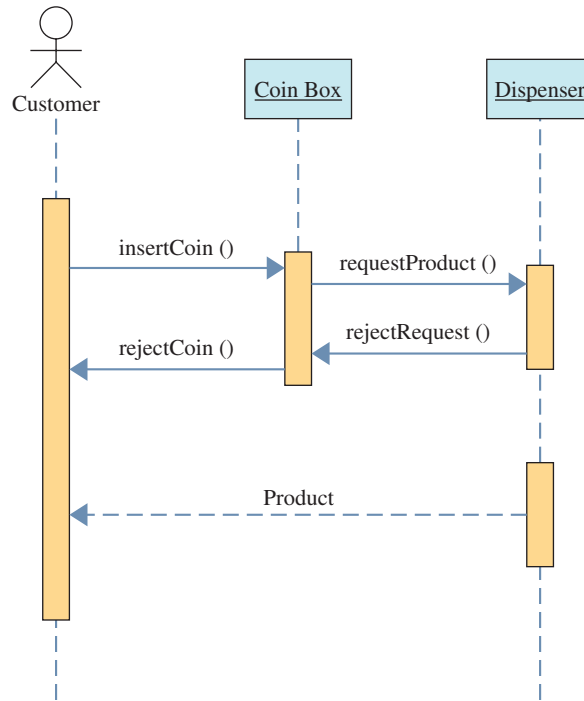 Customer
Coin Box
Dispenser
insertCoin ()
requestProduct ()
rejectRequest ()
rejectCoin ()
Product